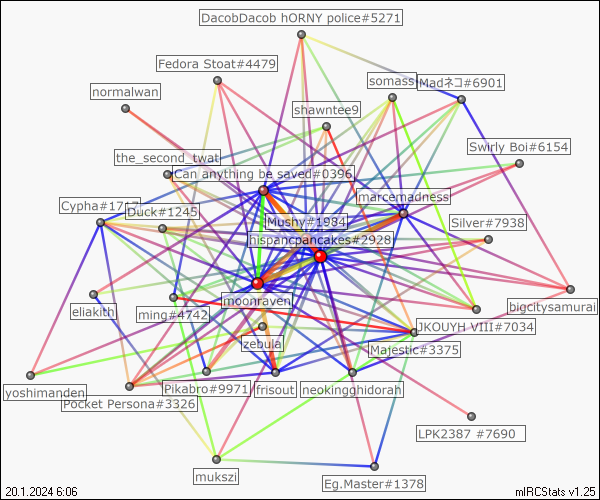 DacobDacob hORNY police#5271
Fedora Stoat#4479
somass
Madネコ#6901
normalwan
shawntee9
Swirly Boi#6154
the_second_twat
Can anything be saved#0396
marcemadness
Cypha#1717
Duck#1245
Mushy#1984
Silver#7938
hispancpancakes#2928
moonraven
bigcitysamurai
eliakith
ming#4742
JKOUYH VIII#7034
zebula
Majestic#3375
yoshimanden
Pikabro#9971
frisout
neokingghidorah
Pocket Persona#3326
LPK2387 #7690
mukszi
Eg.Master#1378
20.1.2024 6:06
mIRCStats v1.25